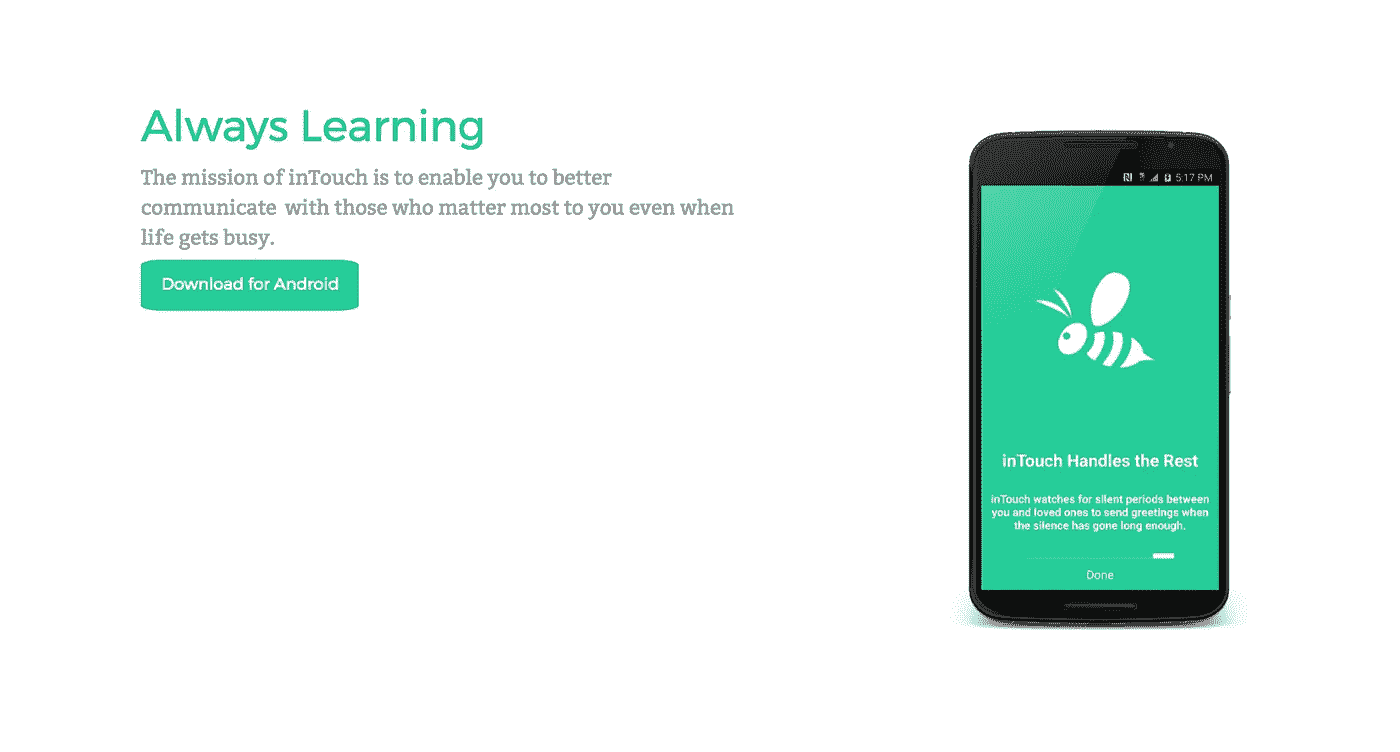 Always Learning
The mission of inTouch is to enable you to better
communicate with those who matter most to you even when
life gets busy.
Download for Android
5:17 PM
inTouch Handles the Rest
inTouch watches for silent periods between
you and loved ones to send greetings when
the silence has gone long enough.
Done